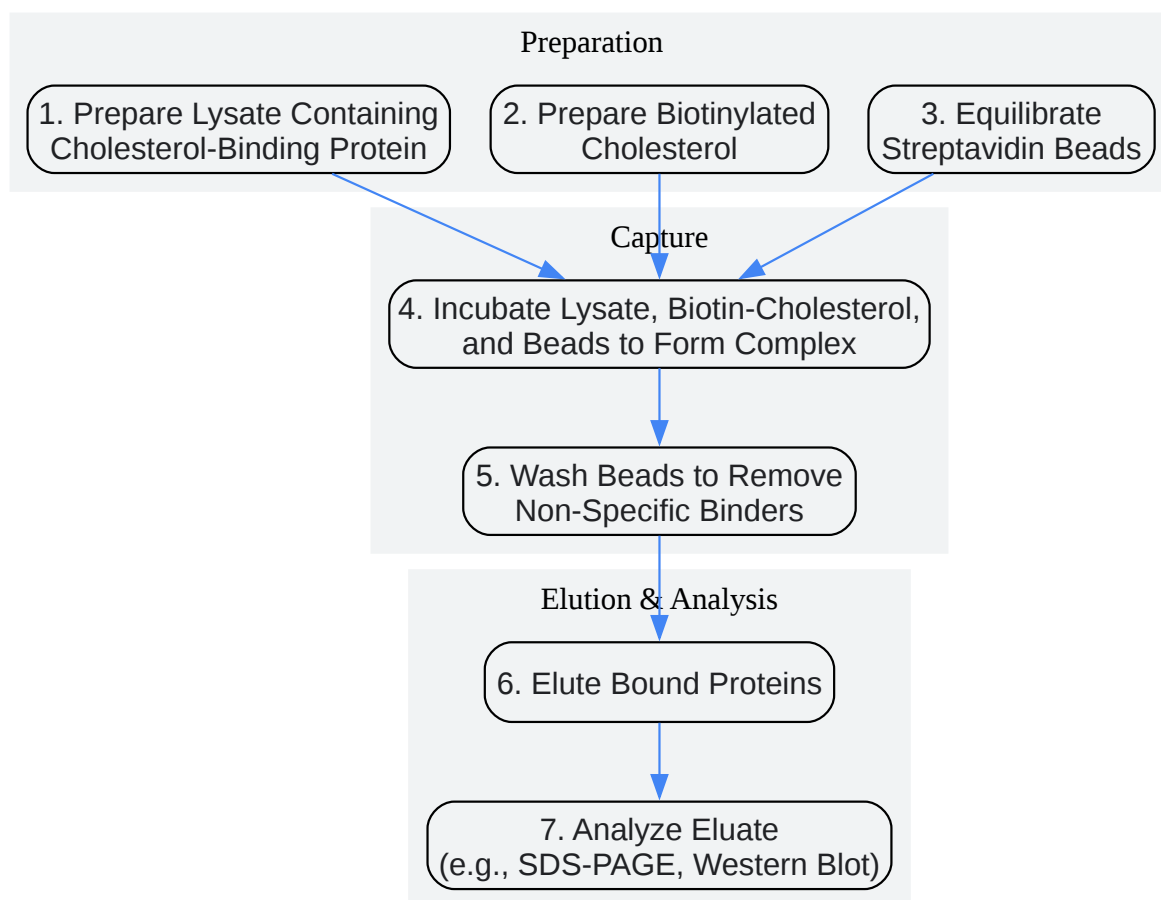 Preparation
1. Prepare Lysate Containing
Cholesterol-Binding Protein
2. Prepare Biotinylated
Cholesterol
3. Equilibrate
Streptavidin Beads
Capture
4. Incubate Lysate, Biotin-Cholesterol,
and Beads to Form Complex
5. Wash Beads to Remove
Non-Specific Binders
Elution & Analysis
6. Elute Bound Proteins
7. Analyze Eluate
(e.g., SDS-PAGE, Western Blot)